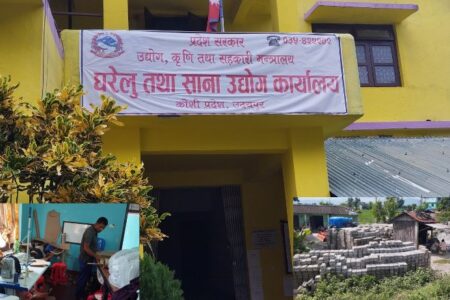 प्रदेश सरकार
उद्योग, कृषि तथा सहकारी मन्त्रालय
घरेलु तथा साना उद्योग कार्यालय
कोशी प्रदेश, उदयपुर